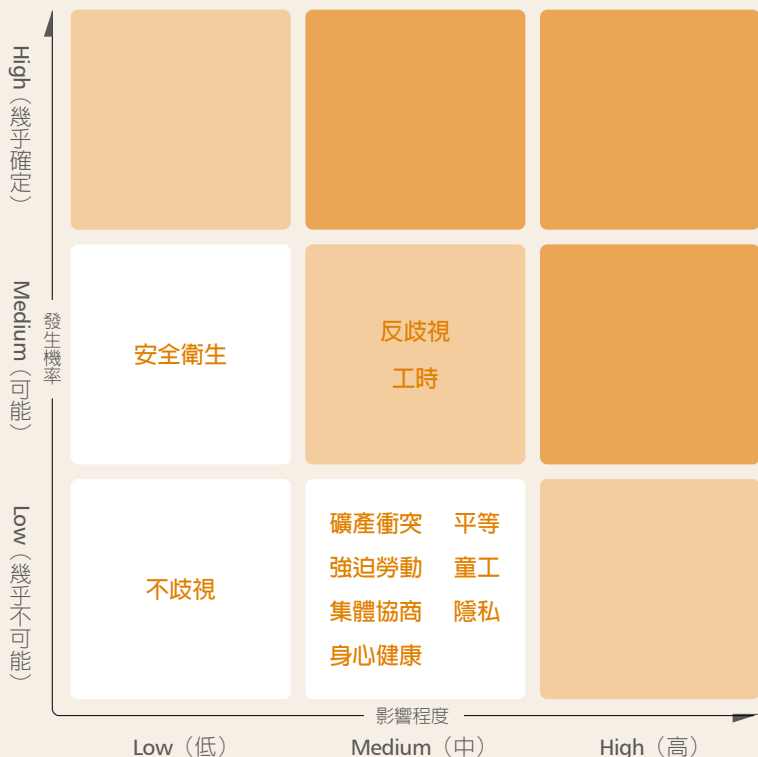 High（幾乎確定）
Medium（可能）
發生機率
安全衛生
反歧視
工時
Low（幾乎不可能）
不歧視
礦產衝突 平等
強迫勞動 童工
集體協商 隱私
身心健康
影響程度
Low（低） Medium（中） High（高）